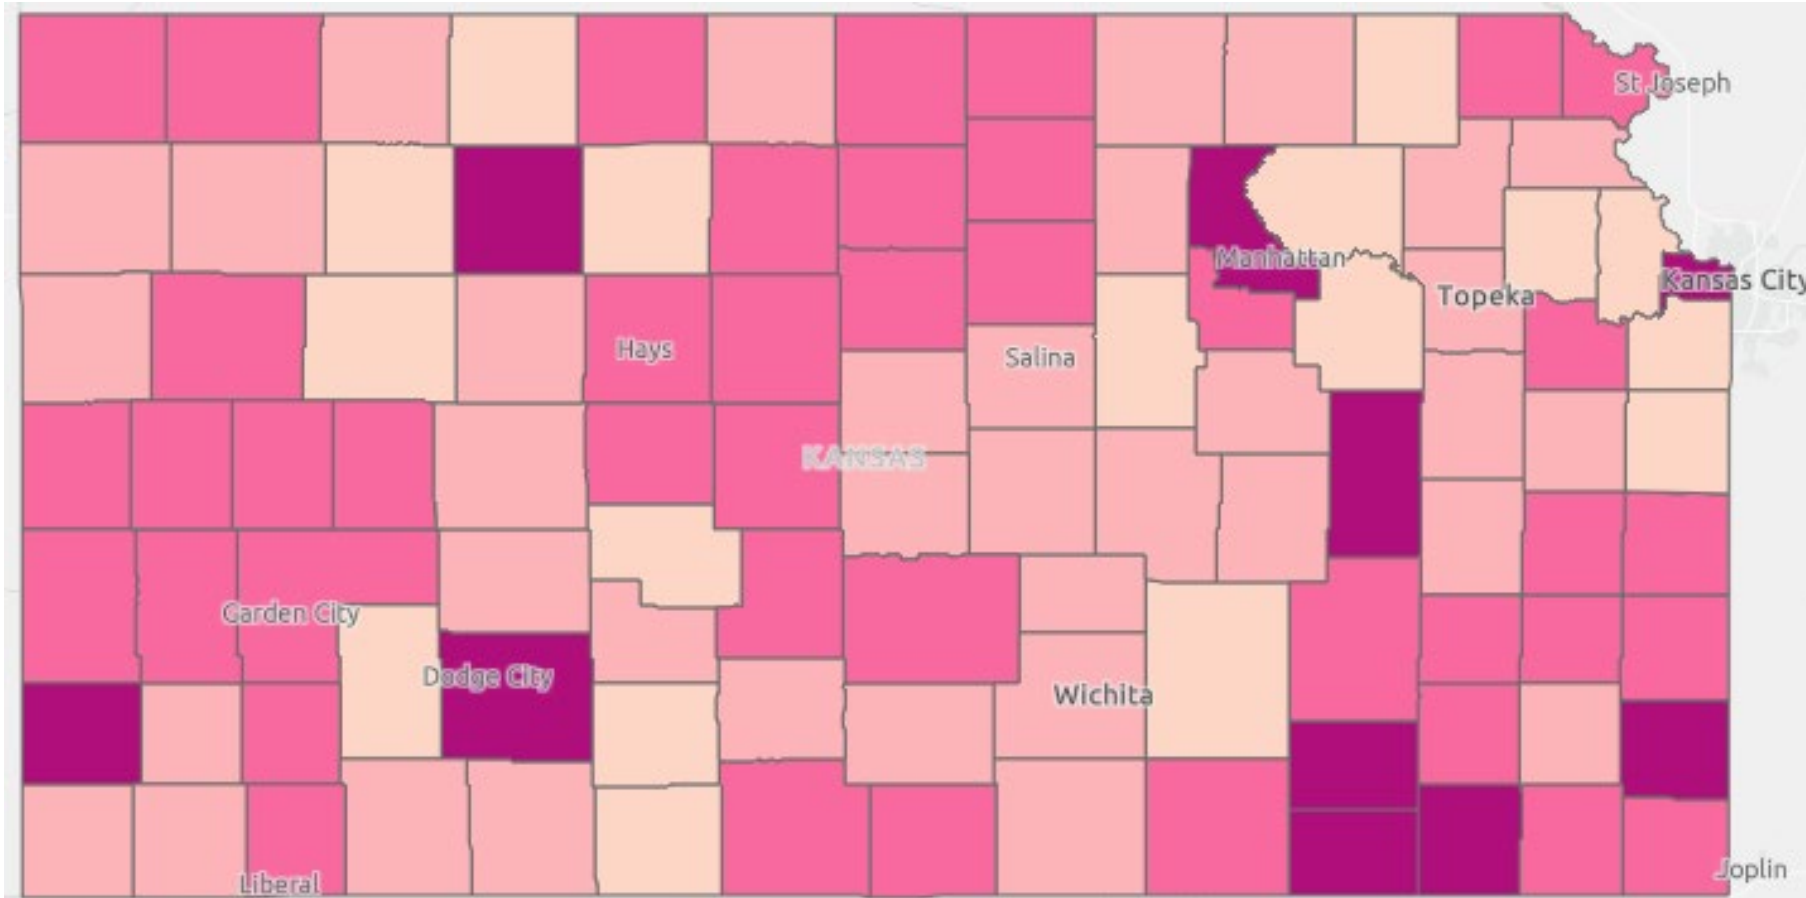 St Joseph
Manhattan
Kansas City
Topeka
Hays
Salina
KANSAS
Garden City
Dodge City
Wichita
Liberal
Joplin